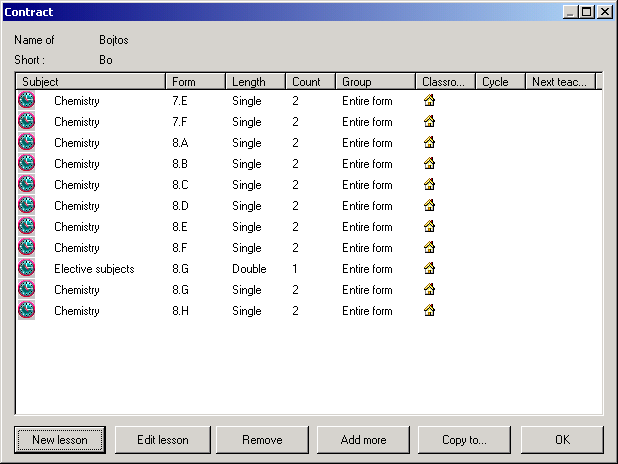 Contract
Name of Bojtos
Short : Bo
Subject Form Length Count Group Classro... Cycle Next teac...
Chemistry 7.E Single 2 Entire form
Chemistry 7.F Single 2 Entire form
Chemistry 8.A Single 2 Entire form
Chemistry 8.B Single 2 Entire form
Chemistry 8.C Single 2 Entire form
Chemistry 8.D Single 2 Entire form
Chemistry 8.E Single 2 Entire form
Chemistry 8.F Single 2 Entire form
Elective subjects 8.G Double 1 Entire form
Chemistry 8.G Single 2 Entire form
Chemistry 8.H Single 2 Entire form
New lesson Edit lesson Remove Add more Copy to... OK